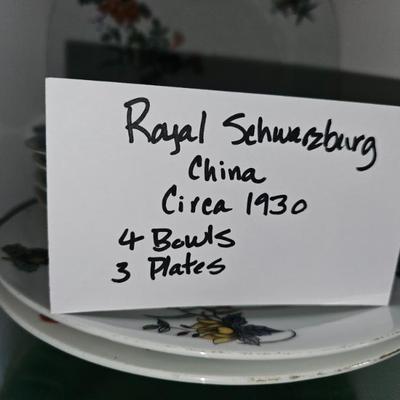 Royal Schwarzburg
China
Circa 1930
4 Bowls
3 Plates